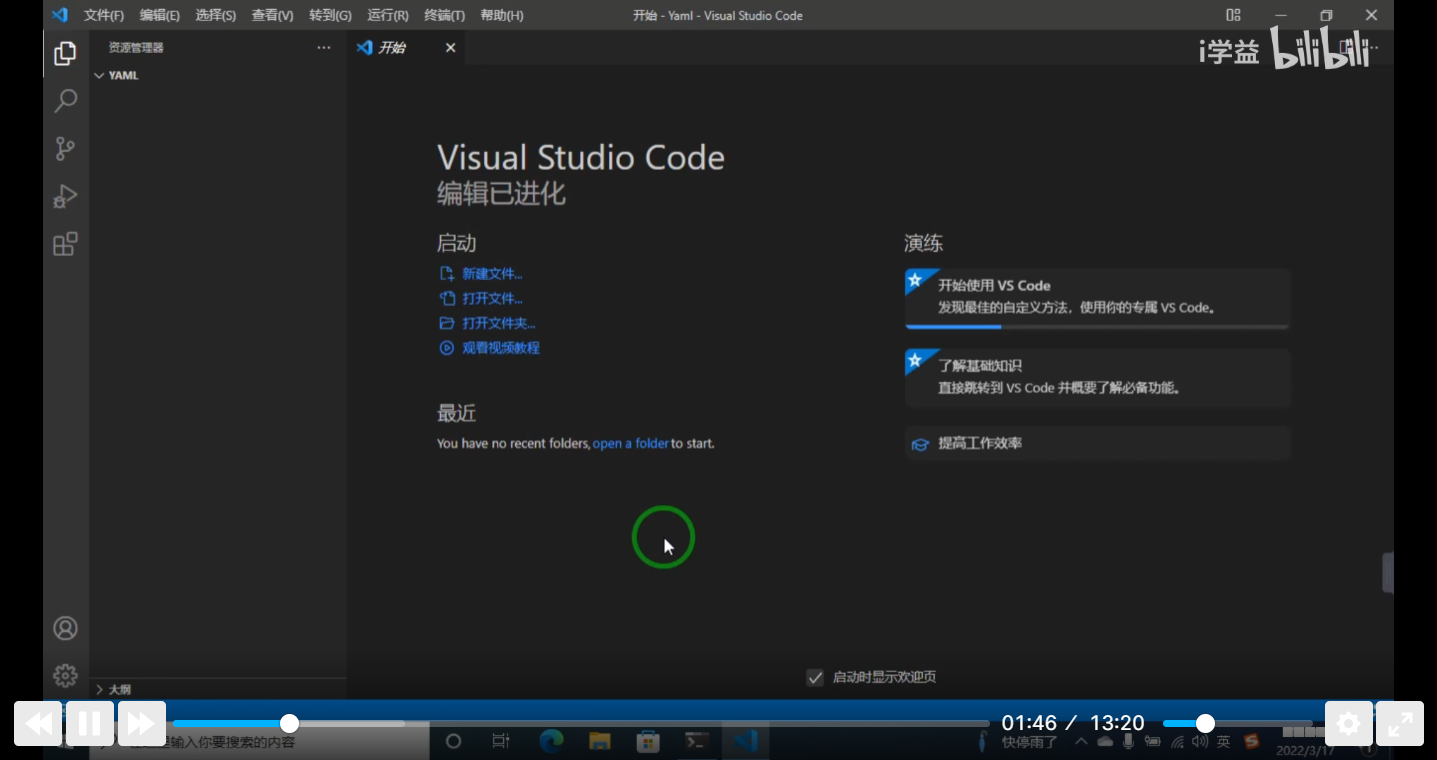 文件(F) 编辑(E) 选择(S) 查看(V) 转到(G) 运行(R) 终端(T) 帮助(H) 开始 - Yaml - Visual Studio Code
资源管理器 ··· 开始
i学益 bilibili
YAML
Visual Studio Code
编辑已进化
启动
新建文件...
打开文件...
打开文件夹...
观看视频教程
最近
You have no recent folders, open a folder to start.
演练
开始使用 VS Code
发现最佳的自定义方法，使用你的专属 VS Code。
了解基础知识
直接跳转到 VS Code 并概要了解必备功能。
提高工作效率
启动时显示欢迎页
大纲
01:46 / 13:20
输入你要搜索的内容
快停雨了 英
2022/3/17